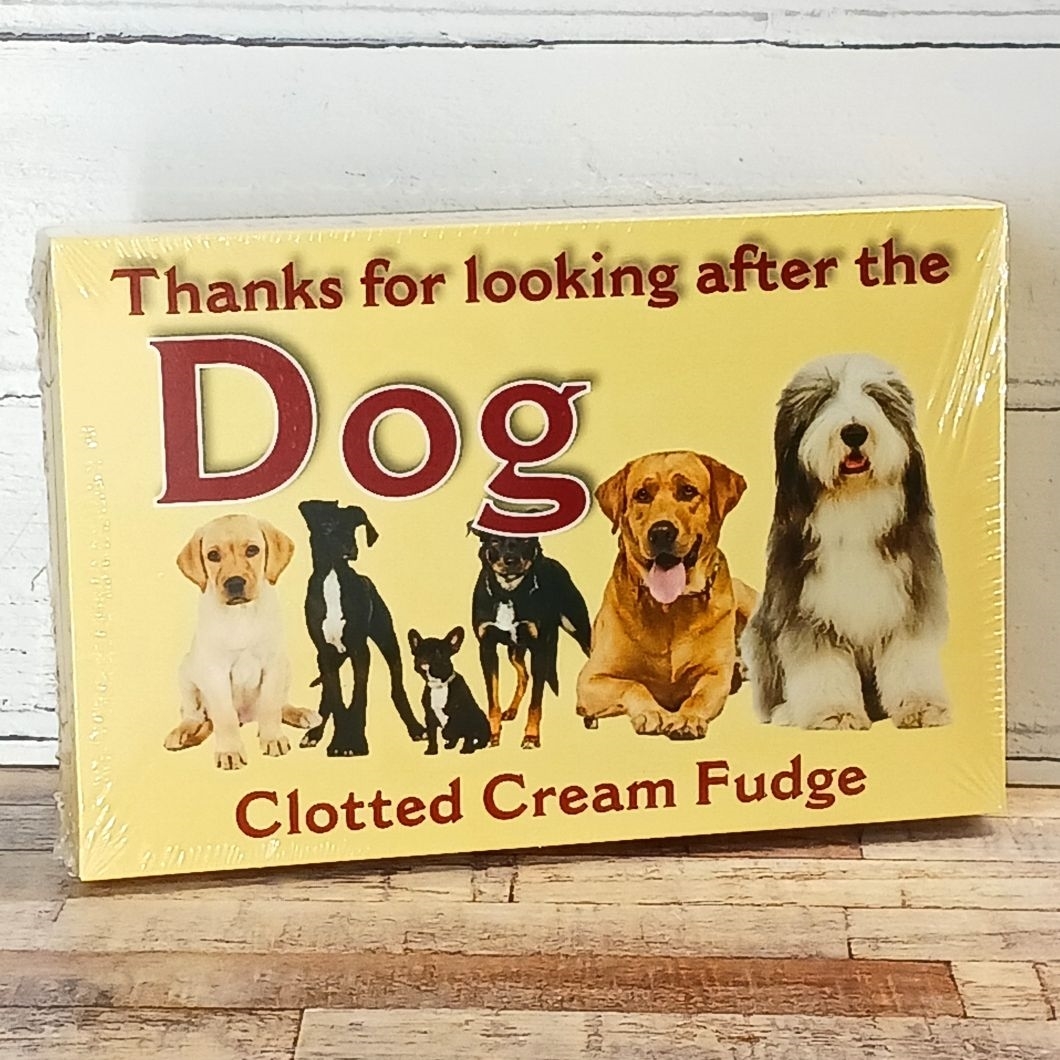 Thanks for looking after the
Dog
Clotted Cream Fudge